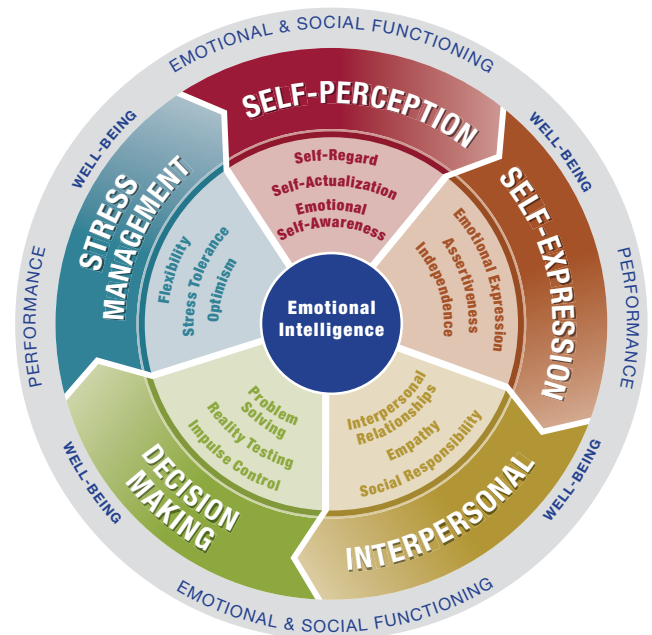 EMOTIONAL & SOCIAL FUNCTIONING
WELL-BEING
WELL-BEING
PERFORMANCE
PERFORMANCE
WELL-BEING
WELL-BEING
EMOTIONAL & SOCIAL FUNCTIONING
SELF-PERCEPTION
Self-Regard
Self-Actualization
Emotional
Self-Awareness
SELF-EXPRESSION
Emotional Expression
Assertiveness
Independence
INTERPERSONAL
Interpersonal
Relationships
Empathy
Social Responsibility
DECISION
MAKING
Problem
Solving
Reality Testing
Impulse Control
STRESS
MANAGEMENT
Flexibility
Stress Tolerance
Optimism
Emotional
Intelligence